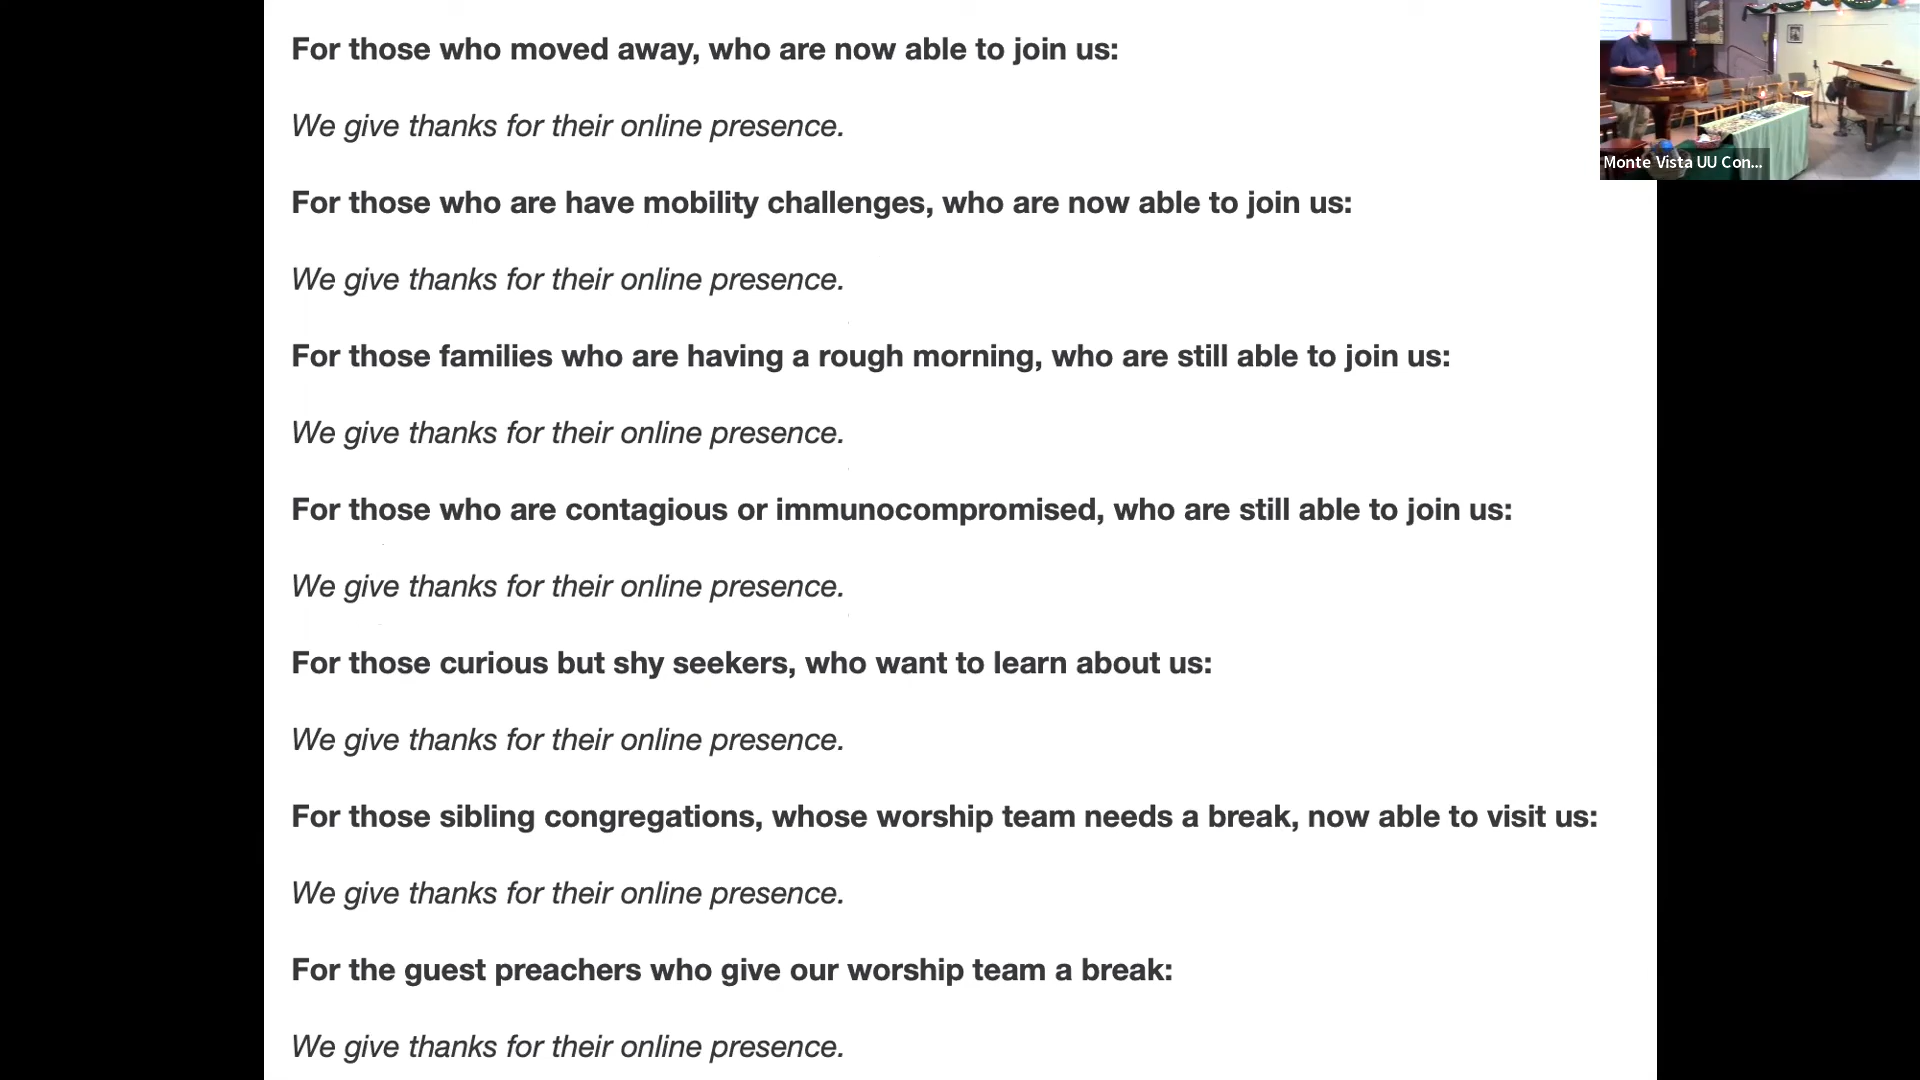 For those who moved away, who are now able to join us:
We give thanks for their online presence.
For those who are have mobility challenges, who are now able to join us:
We give thanks for their online presence.
For those families who are having a rough morning, who are still able to join us:
We give thanks for their online presence.
For those who are contagious or immunocompromised, who are still able to join us:
We give thanks for their online presence.
For those curious but shy seekers, who want to learn about us:
We give thanks for their online presence.
For those sibling congregations, whose worship team needs a break, now able to visit us:
We give thanks for their online presence.
For the guest preachers who give our worship team a break:
We give thanks for their online presence.
Monte Vista UU Con...